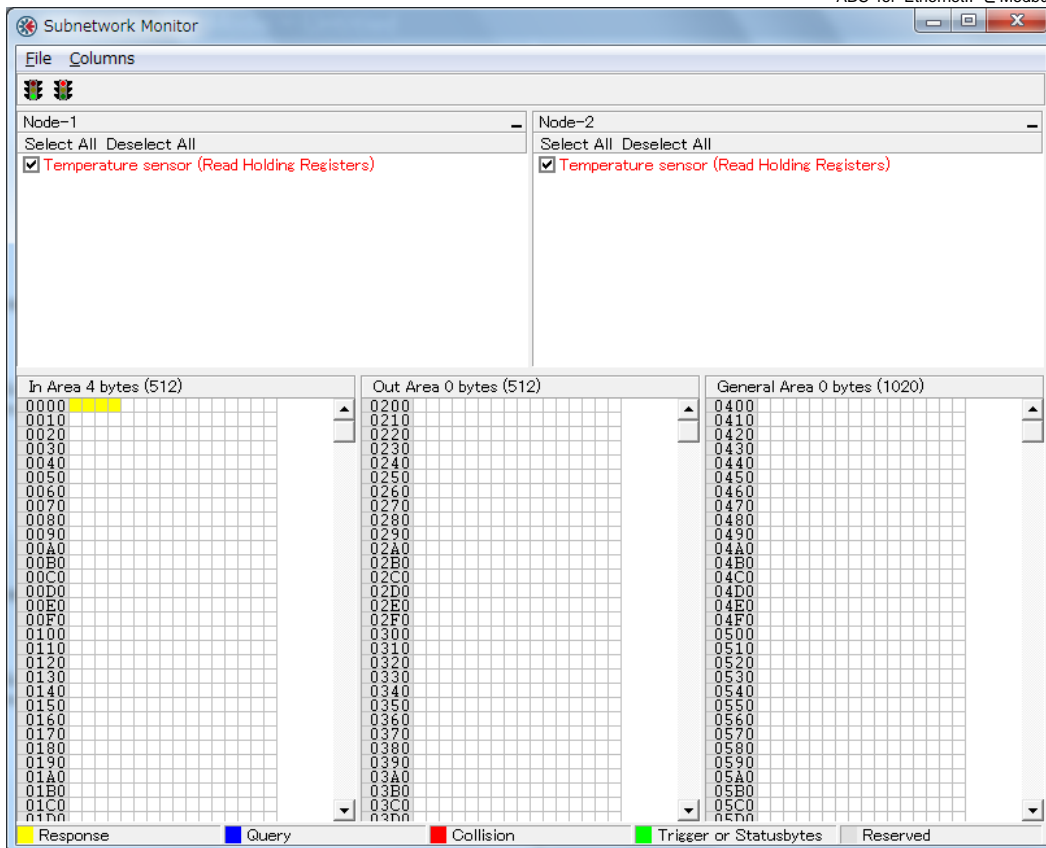 Subnetwork Monitor
File Columns
Node-1
Select All Deselect All
Temperature sensor (Read Holding Registers)
Node-2
Select All Deselect All
Temperature sensor (Read Holding Registers)
In Area 4 bytes (512)
0000
0010
0020
0030
0040
0050
0060
0070
0080
0090
00A0
00B0
00C0
00D0
00E0
00F0
0100
0110
0120
0130
0140
0150
0160
0170
0180
0190
01A0
01B0
01C0
01D0
Out Area 0 bytes (512)
0200
0210
0220
0230
0240
0250
0260
0270
0280
0290
02A0
02B0
02C0
02D0
02E0
02F0
0300
0310
0320
0330
0340
0350
0360
0370
0380
0390
03A0
03B0
03C0
03D0
General Area 0 bytes (1020)
0400
0410
0420
0430
0440
0450
0460
0470
0480
0490
04A0
04B0
04C0
04D0
04E0
04F0
0500
0510
0520
0530
0540
0550
0560
0570
0580
0590
05A0
05B0
05C0
05D0
Response Query Collision Trigger or Statusbytes Reserved